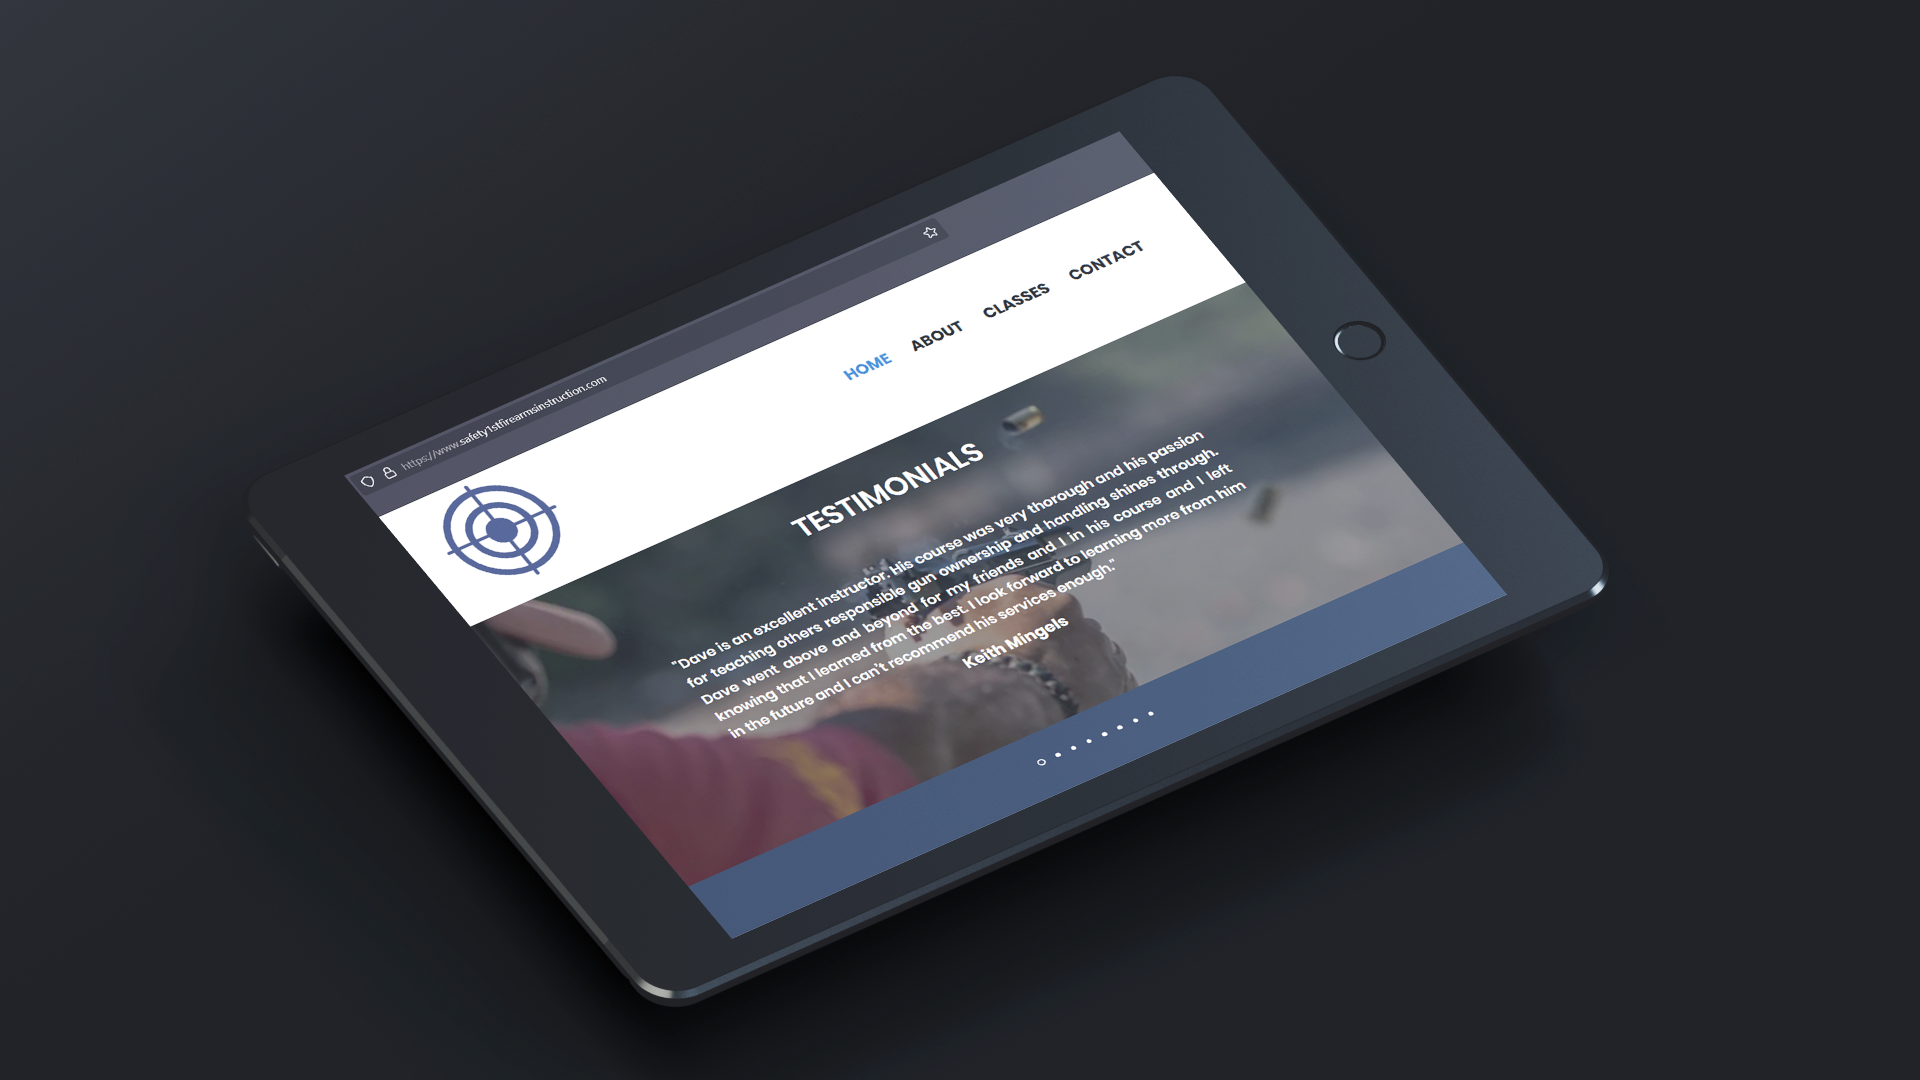 https://www.safety1stfirearmsinstruction.com
HOME ABOUT CLASSES CONTACT
TESTIMONIALS
"Dave is an excellent instructor. His course was very thorough and his passion
for teaching others responsible gun ownership and handling shines through.
Dave went above and beyond for my friends and I in his course and I left
knowing that I learned from the best. I look forward to learning more from him
in the future and I can't recommend his services enough."
Keith Mingels